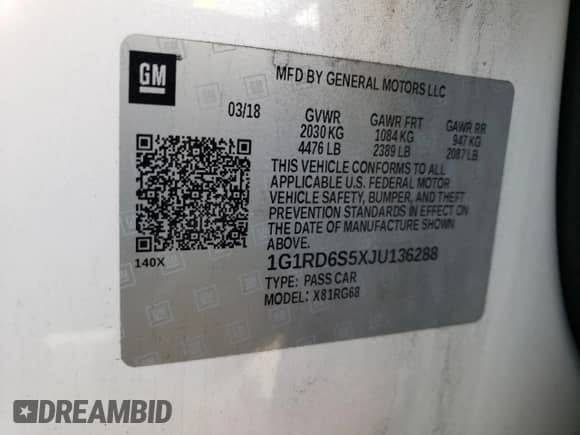 GM
MFD BY GENERAL MOTORS LLC
03/18 GVWR GAWR FRT GAWR RR
2030 KG 1084 KG 947 KG
4476 LB 2389 LB 2087 LB
THIS VEHICLE CONFORMS TO ALL
APPLICABLE U.S. FEDERAL MOTOR
VEHICLE SAFETY, BUMPER, AND THEFT
PREVENTION STANDARDS IN EFFECT ON
THE DATE OF MANUFACTURE SHOWN
ABOVE.
140X
1G1RD6S5XJU136288
TYPE: PASS CAR
MODEL: X81RG68
DREAMBID